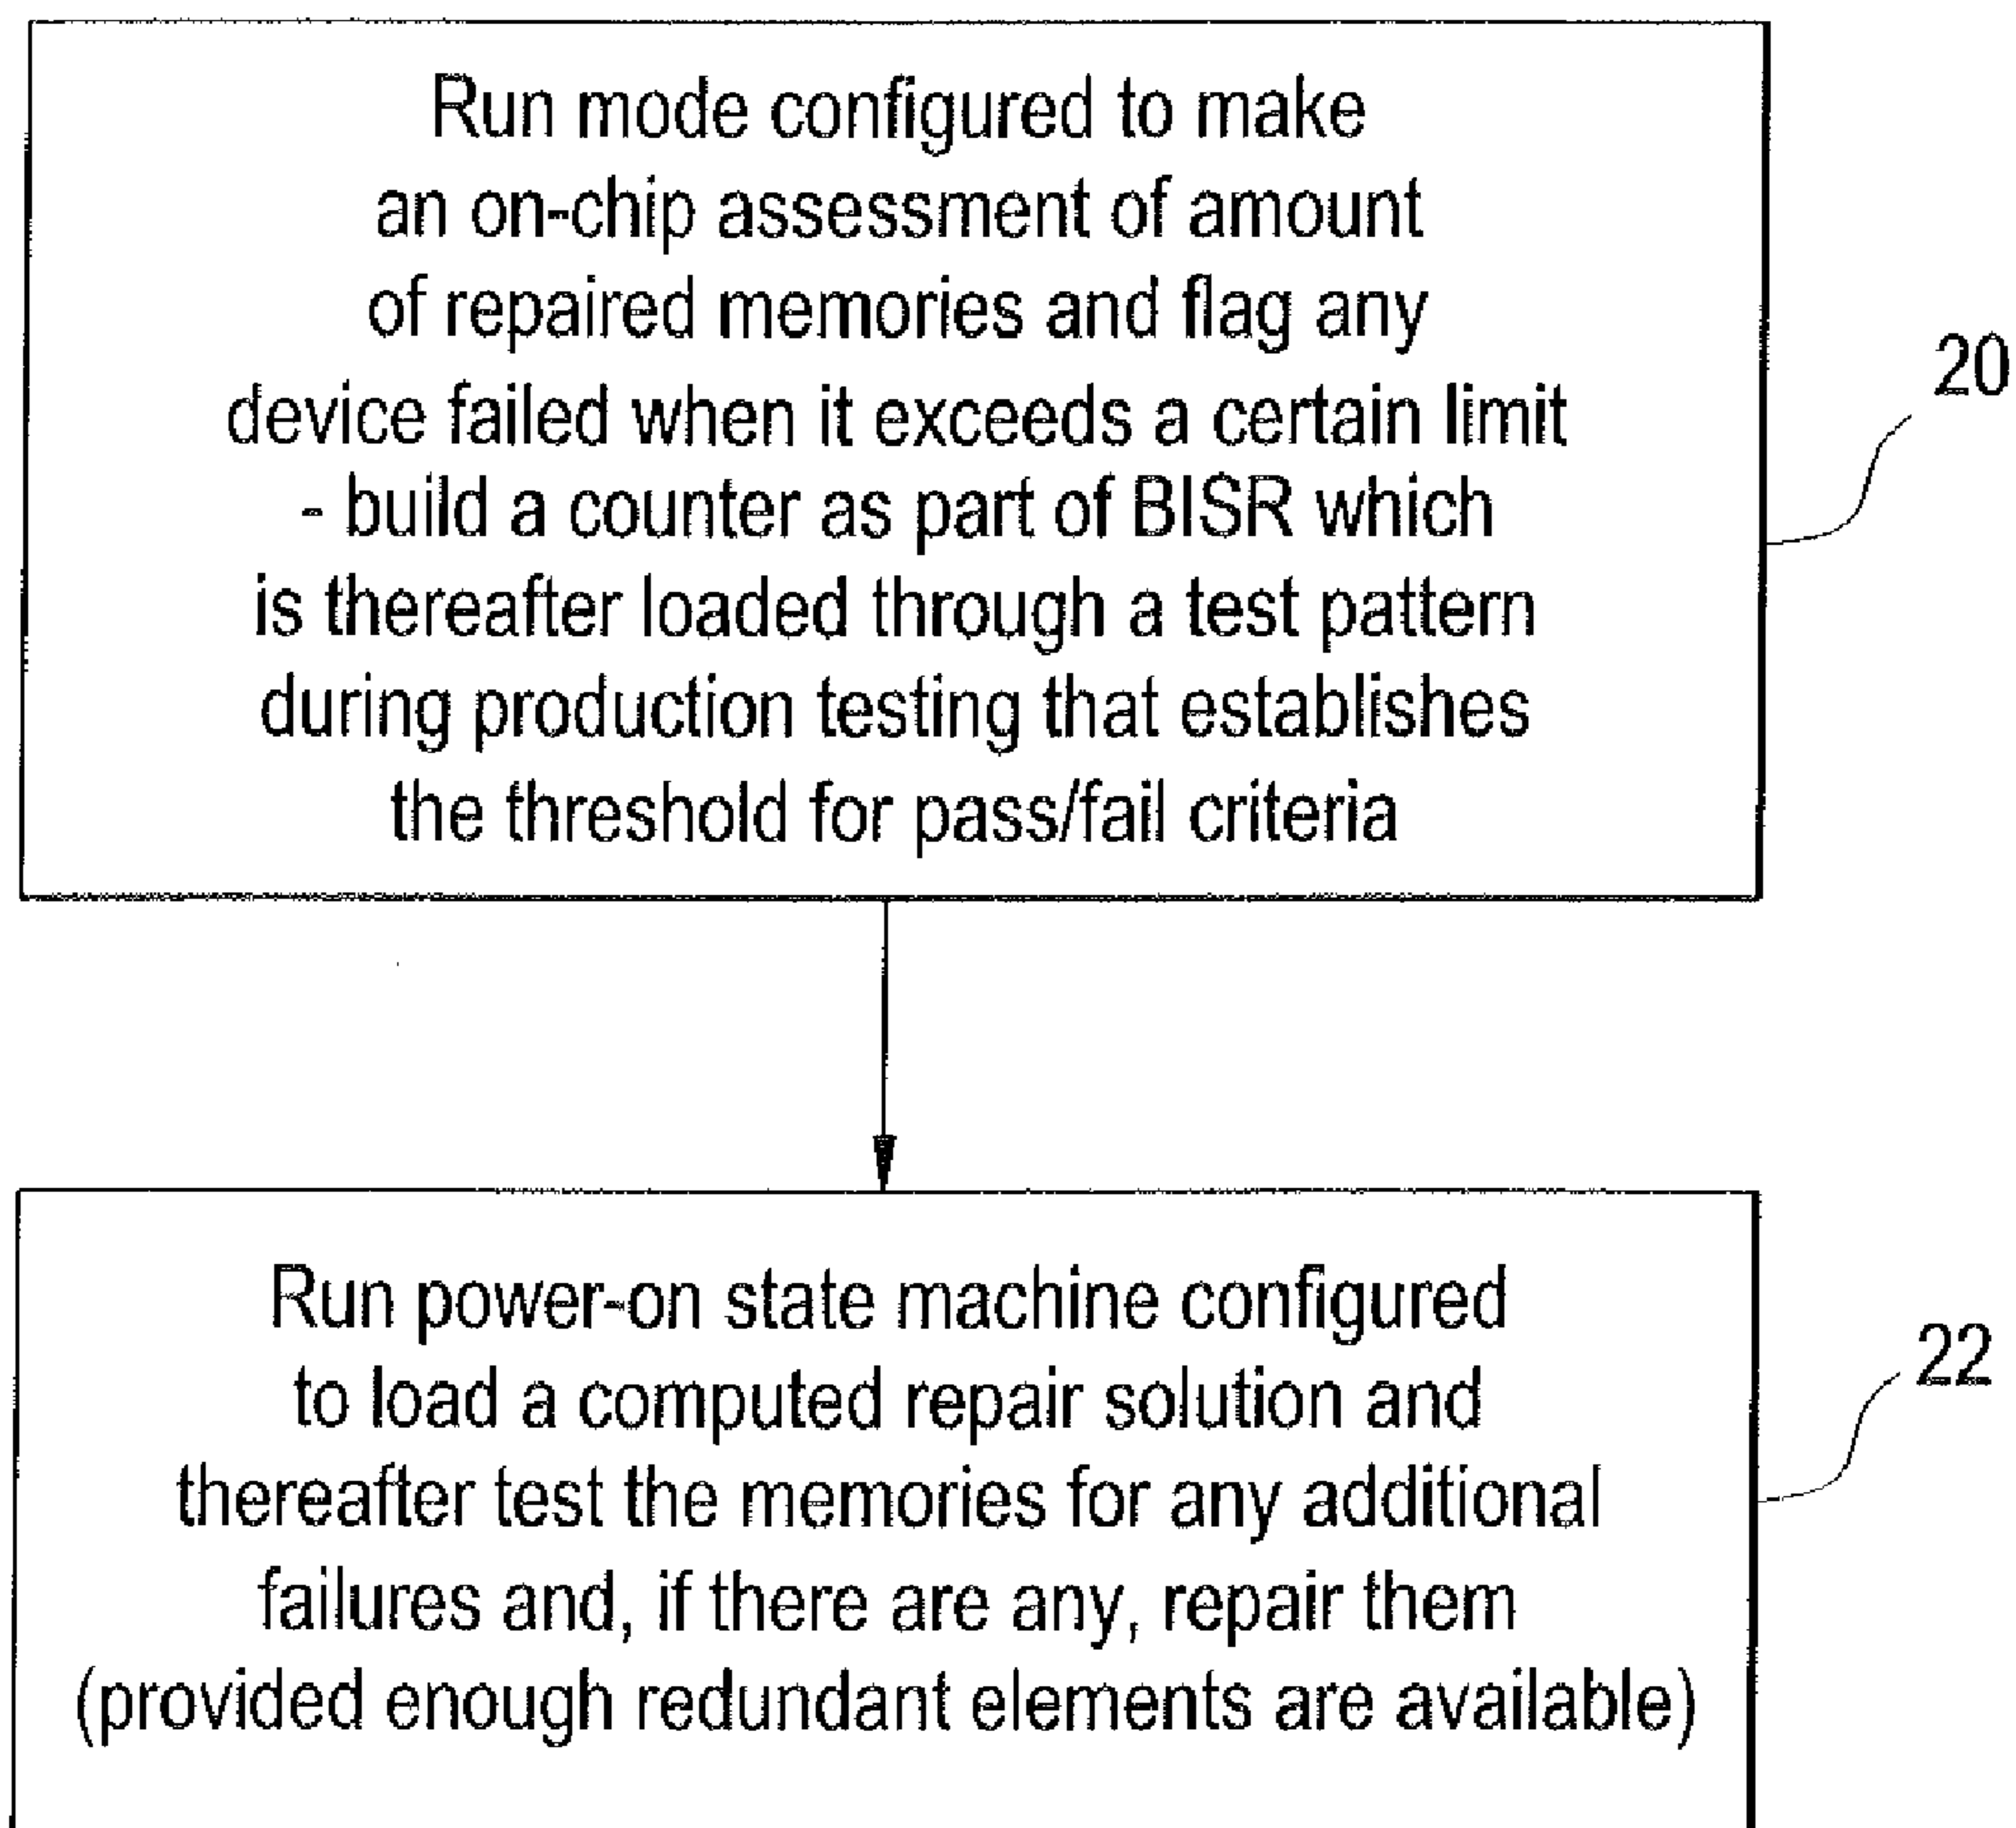 Run mode configured to make
an on-chip assessment of amount
of repaired memories and flag any
device failed when it exceeds a certain limit
- build a counter as part of BISR which
is thereafter loaded through a test pattern
during production testing that establishes
the threshold for pass/fail criteria
20
Run power-on state machine configured
to load a computed repair solution and
thereafter test the memories for any additional
failures and, if there are any, repair them
(provided enough redundant elements are available)
22